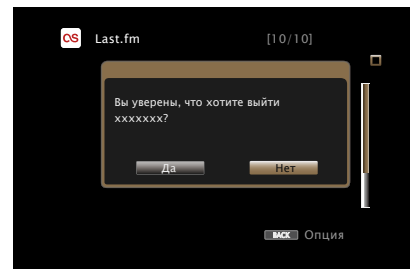 Last.fm [10/10]
Вы уверены, что хотите выйти
xxxxxxx?
Да Нет
BACK Опция